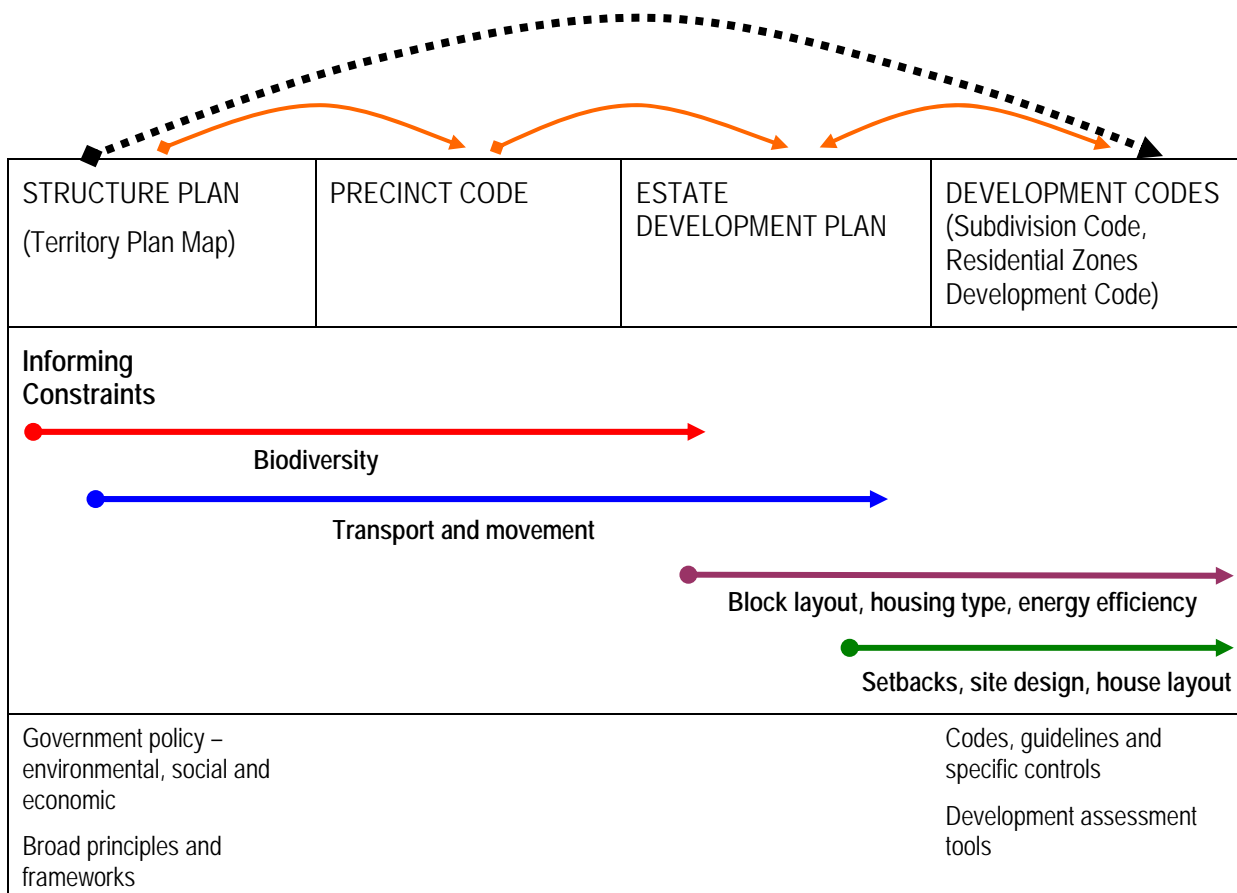 STRUCTURE PLAN
(Territory Plan Map)
PRECINCT CODE
ESTATE
DEVELOPMENT PLAN
DEVELOPMENT CODES
(Subdivision Code,
Residential Zones
Development Code)
Informing
Constraints
Biodiversity
Transport and movement
Block layout, housing type, energy efficiency
Setbacks, site design, house layout
Government policy –
environmental, social and
economic
Broad principles and
frameworks
Codes, guidelines and
specific controls
Development assessment
tools